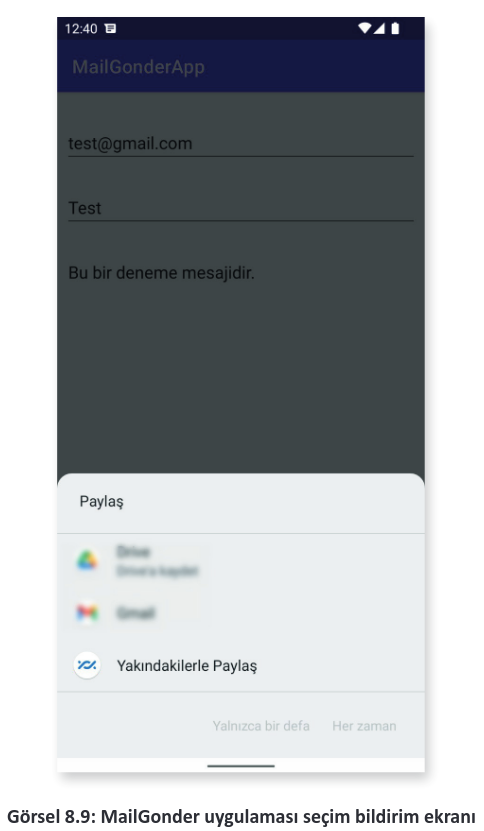 12:40
MailGonderApp
test@gmail.com
Test
Bu bir deneme mesajidir.
Paylaş
Drive
Drive'a kaydet
Gmail
Yakındakilerle Paylaş
Yalnızca bir defa Her zaman
Görsel 8.9: MailGonder uygulaması seçim bildirim ekranı